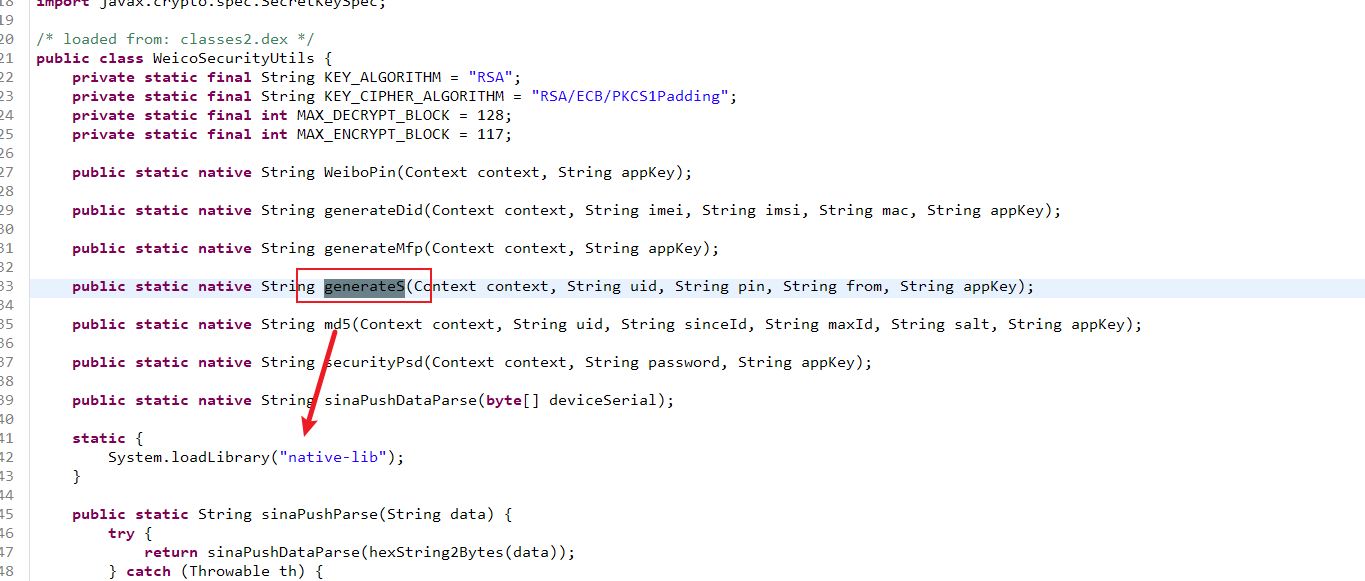 18 import javax.crypto.spec.SecretKeySpec;
19
20 /* loaded from: classes2.dex */
21 public class WeicoSecurityUtils {
22 private static final String KEY_ALGORITHM = "RSA";
23 private static final String KEY_CIPHER_ALGORITHM = "RSA/ECB/PKCS1Padding";
24 private static final int MAX_DECRYPT_BLOCK = 128;
25 private static final int MAX_ENCRYPT_BLOCK = 117;
26
27 public static native String WeiboPin(Context context, String appKey);
28
29 public static native String generateDid(Context context, String imei, String imsi, String mac, String appKey);
30
31 public static native String generateMfp(Context context, String appKey);
32
33 public static native String generateS(Context context, String uid, String pin, String from, String appKey);
34
35 public static native String md5(Context context, String uid, String sinceId, String maxId, String salt, String appKey);
36
37 public static native String securityPsd(Context context, String password, String appKey);
38
39 public static native String sinaPushDataParse(byte[] deviceSerial);
40
41 static {
42 System.loadLibrary("native-lib");
43 }
44
45 public static String sinaPushParse(String data) {
46 try {
47 return sinaPushDataParse(hexString2Bytes(data));
48 } catch (Throwable th) {